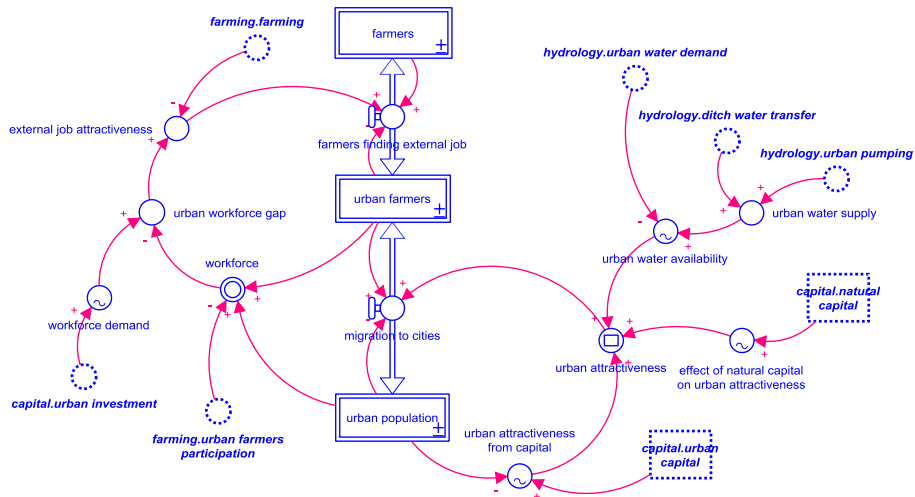 farming.farming
farmers
hydrology.urban water demand
hydrology.ditch water transfer
external job attractiveness
farmers finding external job
hydrology.urban pumping
urban farmers
urban workforce gap
urban water supply
workforce
urban water availability
capital.natural
capital
workforce demand
migration to cities
urban attractiveness
effect of natural capital
on urban attractiveness
capital.urban investment
urban population
farming.urban farmers
participation
urban attractiveness
from capital
capital.urban
capital